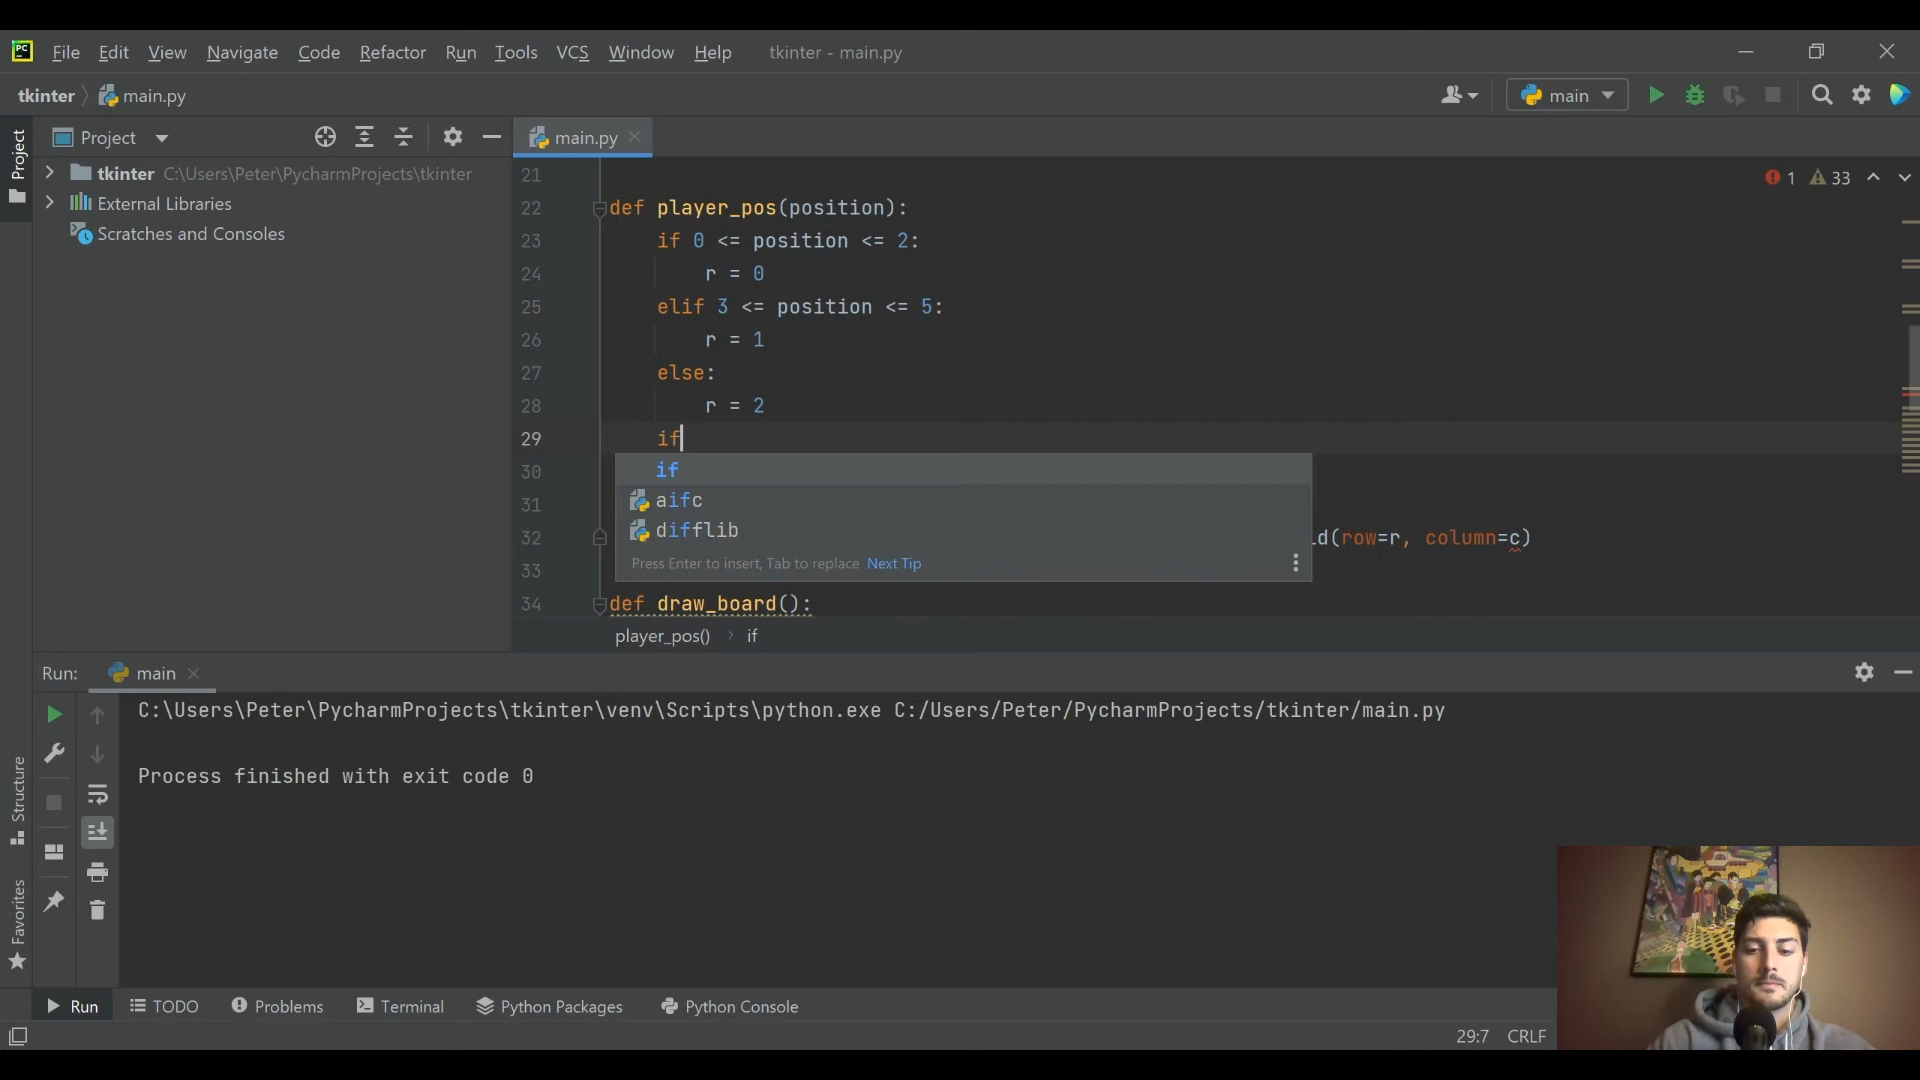 PC File Edit View Navigate Code Refactor Run Tools VCS Window Help tkinter - main.py
tkinter main.py main
Project
Project main.py
tkinter C:\Users\Peter\PycharmProjects\tkinter
External Libraries
Scratches and Consoles
1 33
21
22 def player_pos(position):
23 if 0 <= position <= 2:
24 r = 0
25 elif 3 <= position <= 5:
26 r = 1
27 else:
28 r = 2
29 if
30
31
32 d(row=r, column=c)
33
34 def draw_board():
if
aifc
difflib
Press Enter to insert, Tab to replace Next Tip
player_pos() if
Run: main
C:\Users\Peter\PycharmProjects\tkinter\venv\Scripts\python.exe C:/Users/Peter/PycharmProjects/tkinter/main.py
Process finished with exit code 0
Structure
Favorites
Run TODO Problems Terminal Python Packages Python Console
29:7 CRLF